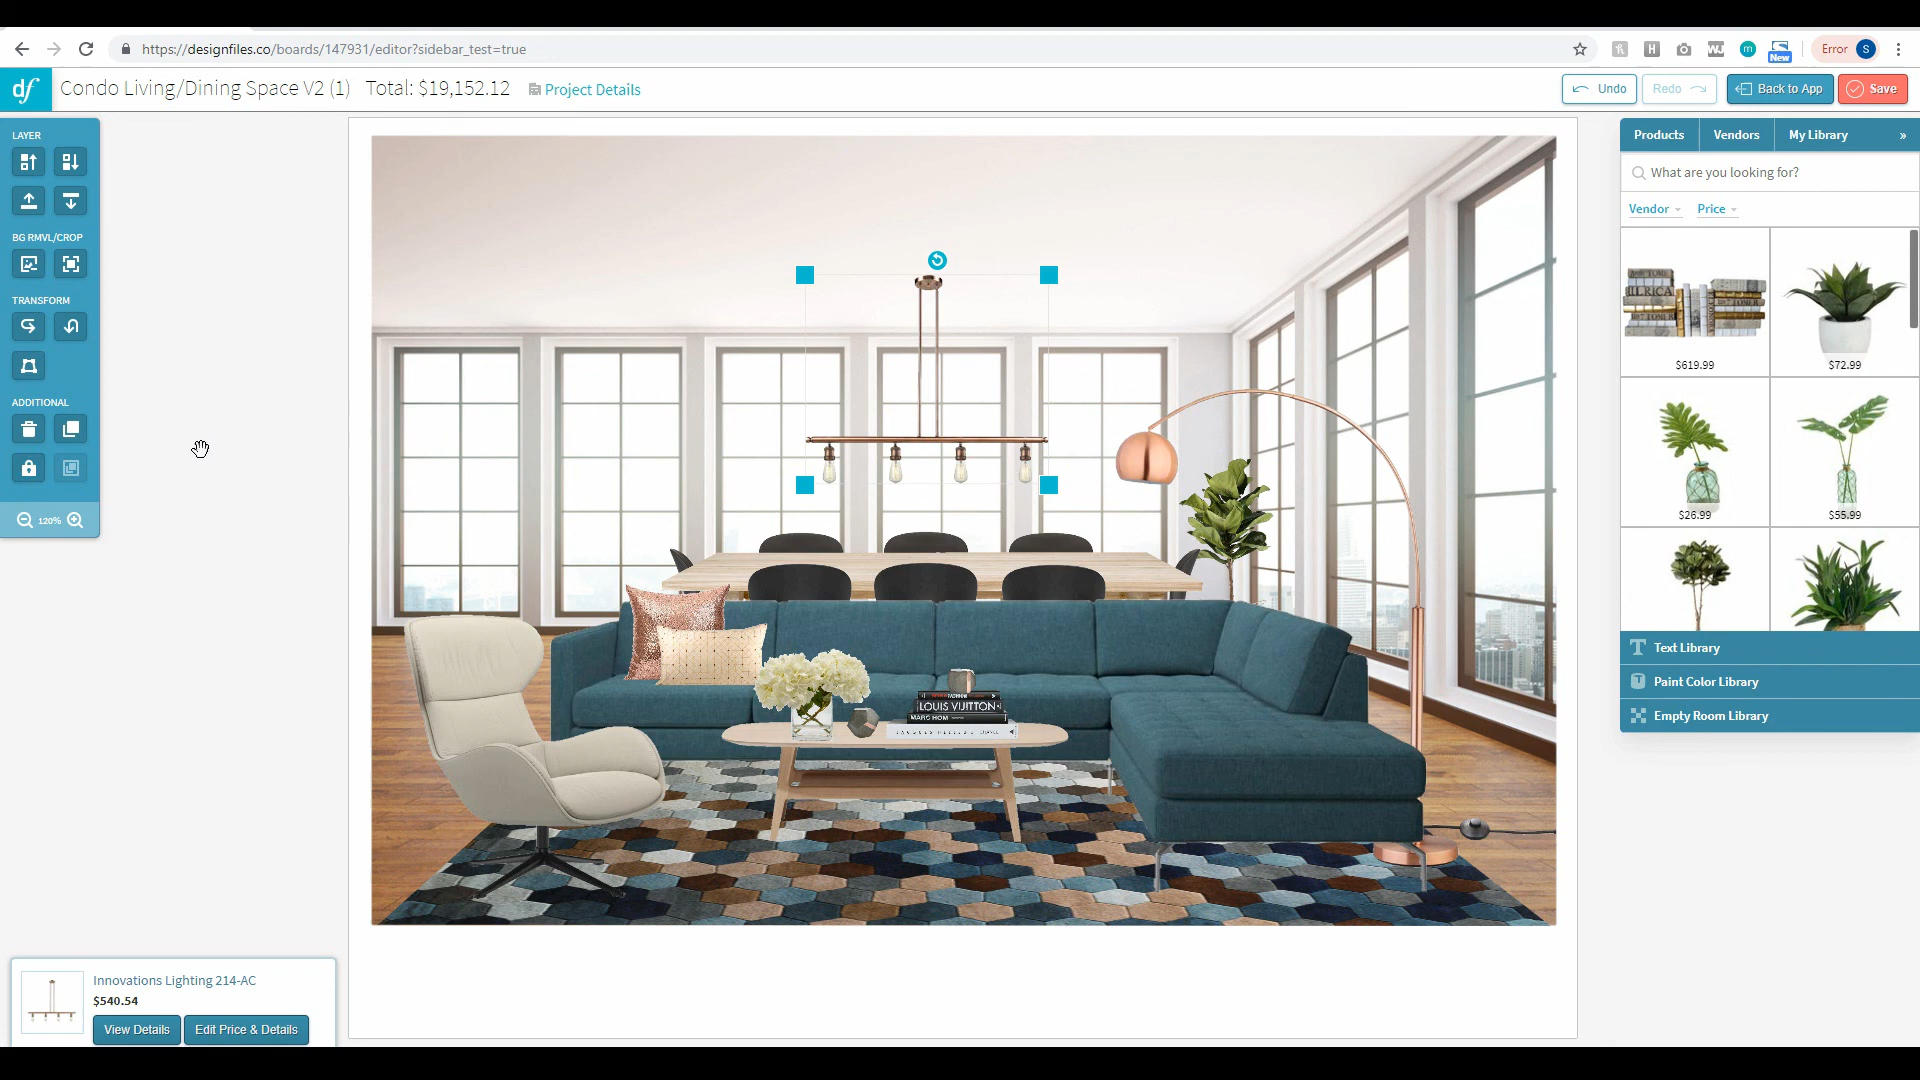 https://designfiles.co/boards/147931/editor?sidebar_test=true
H
m
New
Error S
df Condo Living/Dining Space V2 (1) Total: $19,152.12 Project Details
Undo
Redo
Back to App
Save
LAYER
BG RMVL/CROP
TRANSFORM
ADDITIONAL
120%
Products Vendors My Library »
What are you looking for?
Vendor Price
$619.99
$72.99
$26.99
$55.99
T Text Library
Paint Color Library
Empty Room Library
LOUIS VUITTON
Innovations Lighting 214-AC
$540.54
View Details Edit Price & Details